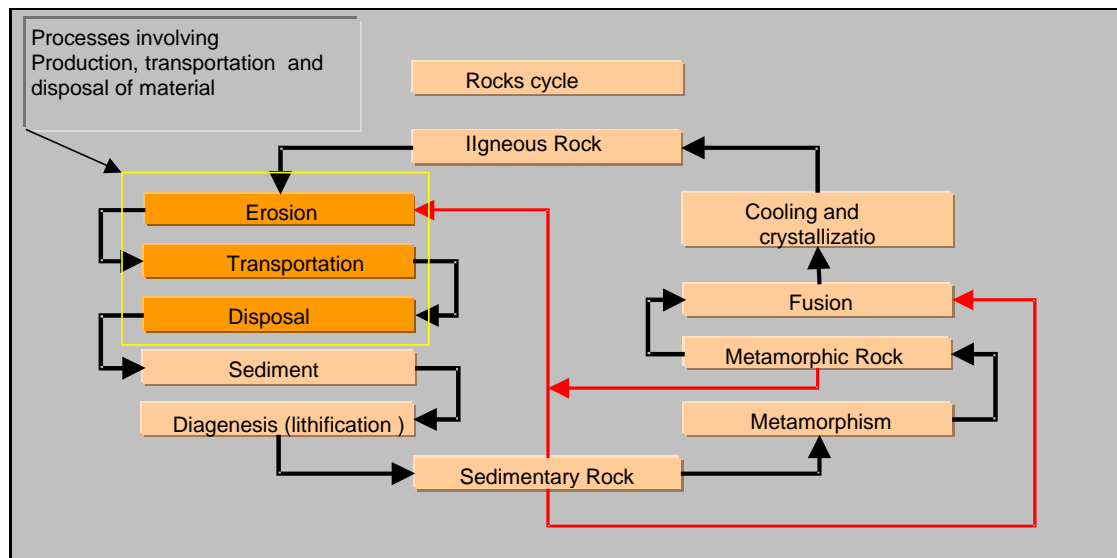 Processes involving
Production, transportation and
disposal of material
Rocks cycle
IIgneous Rock
Erosion
Transportation
Disposal
Sediment
Diagenesis (lithification )
Sedimentary Rock
Metamorphism
Metamorphic Rock
Fusion
Cooling and
crystallizatio